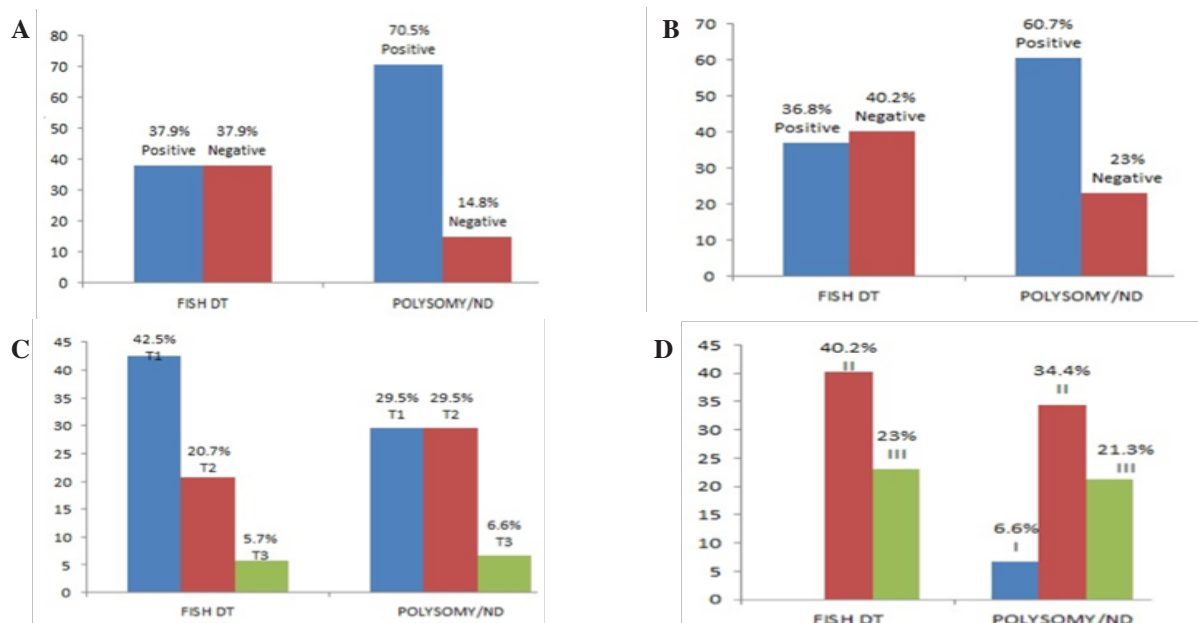 A
80
70
60
50
40
30
20
10
0
37.9%
Positive
37.9%
Negative
70.5%
Positive
14.8%
Negative
FISH DT
POLYSOMY/ND
B
70
60
50
40
30
20
10
0
36.8%
Positive
40.2%
Negative
60.7%
Positive
23%
Negative
FISH DT
POLYSOMY/ND
C
45
40
35
30
25
20
15
10
5
0
42.5%
T1
20.7%
T2
5.7%
T3
29.5%
T1
29.5%
T2
6.6%
T3
FISH DT
POLYSOMY/ND
D
45
40
35
30
25
20
15
10
5
0
40.2%
II
23%
III
6.6%
I
34.4%
II
21.3%
III
FISH DT
POLYSOMY/ND